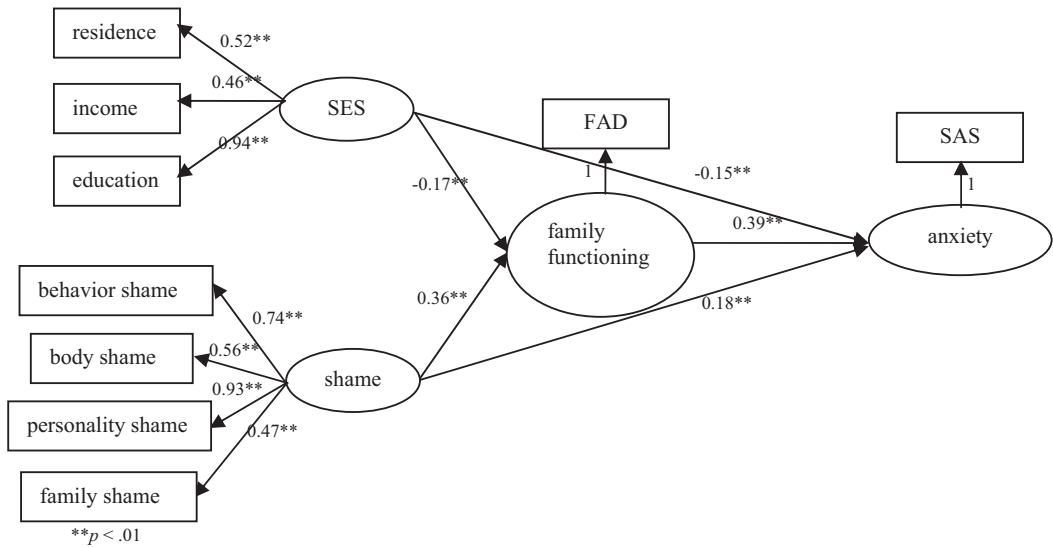 residence
0.52**
income
0.46**
education
0.94**
SES
FAD
1
SAS
1
-0.17**
-0.15**
family
functioning
0.39**
anxiety
behavior shame
0.74**
body shame
0.56**
personality shame
0.93**
family shame
0.47**
shame
0.36**
0.18**
**p < .01